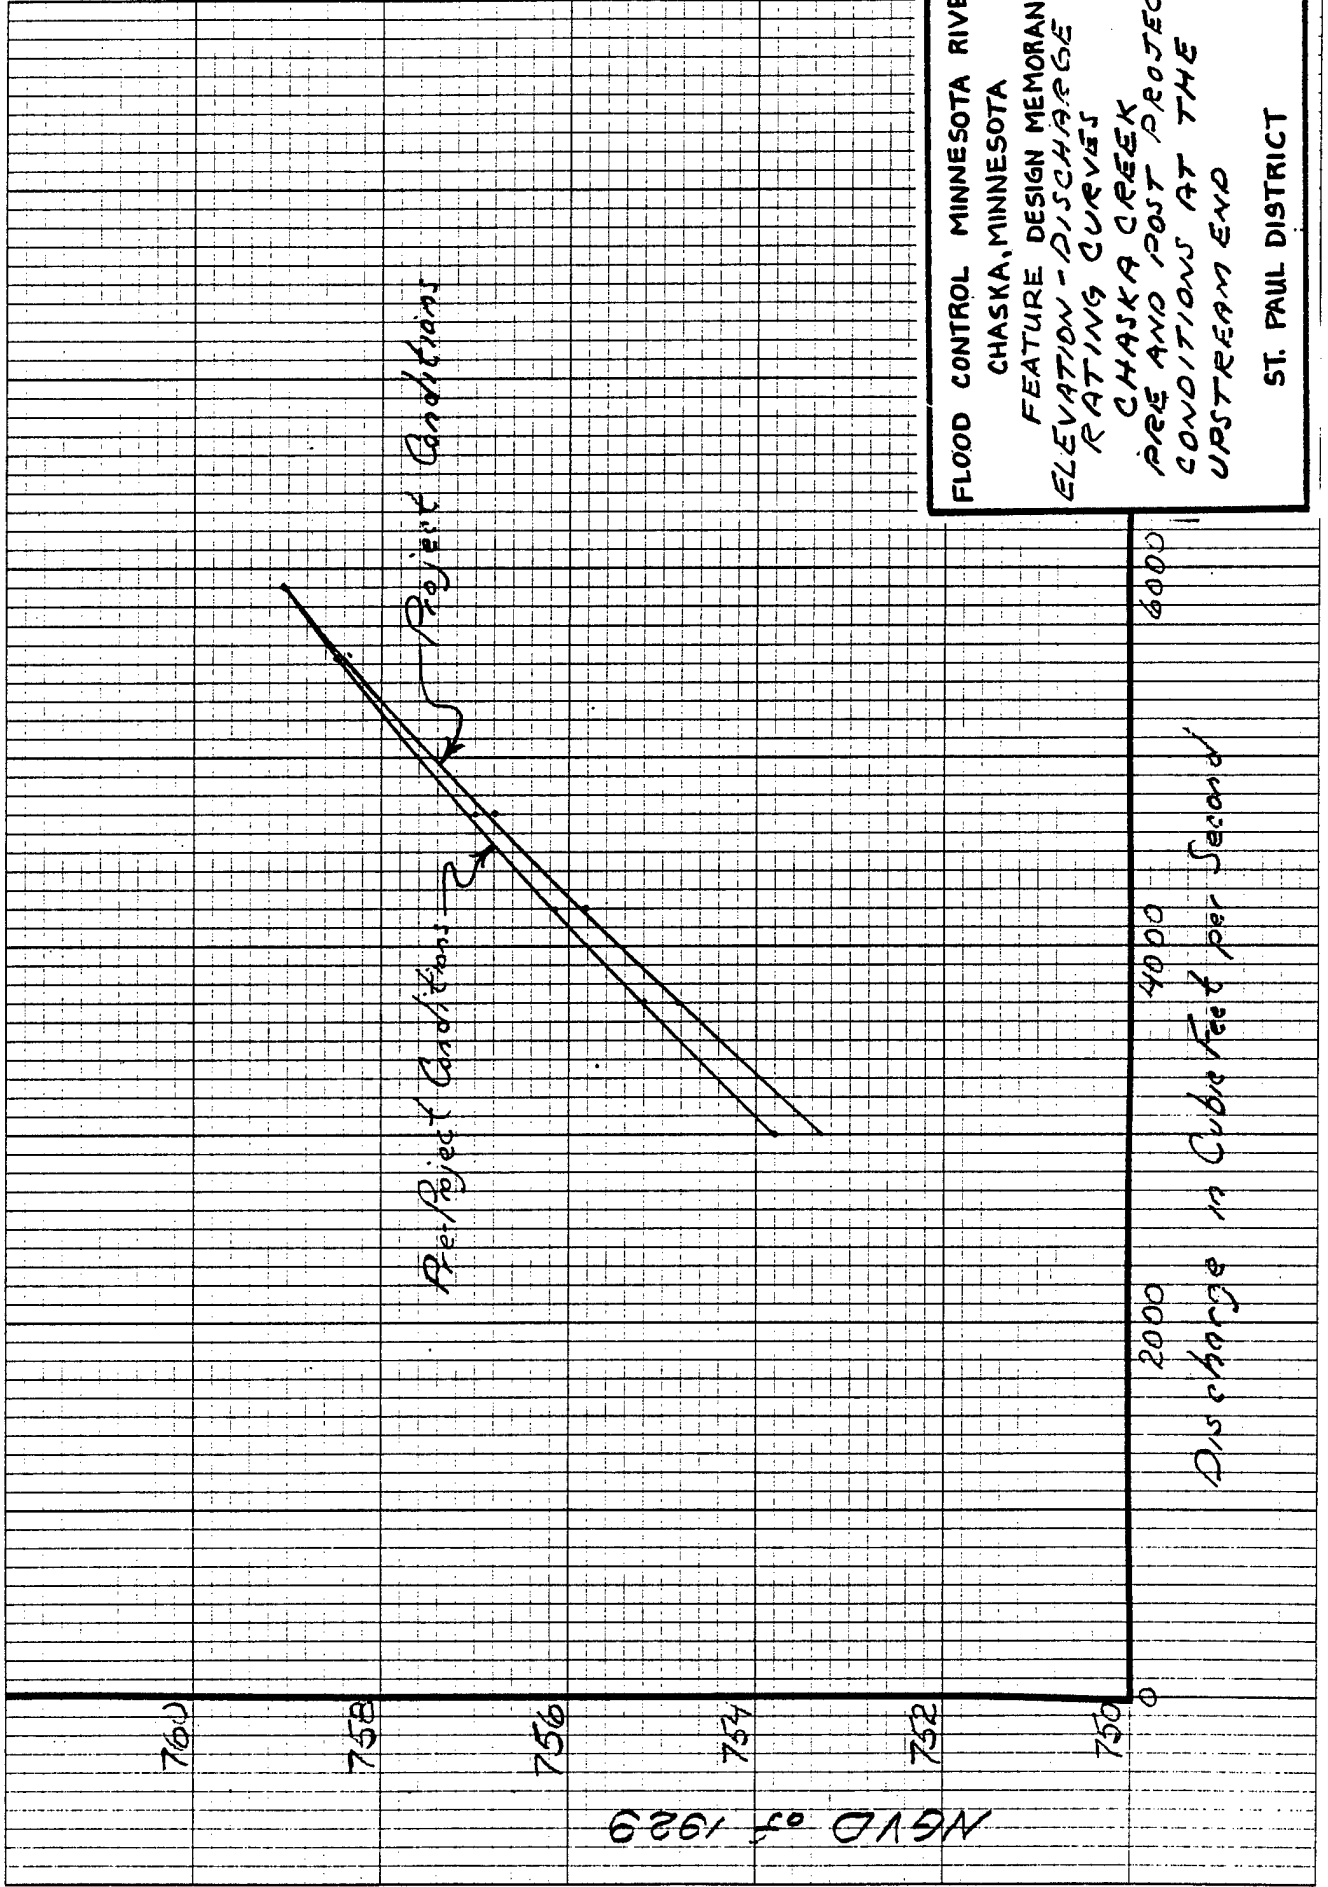 760
758
756
754
752
750
NGVD of 1929
0
2000
4000
6000
Discharge in Cubic Feet per Second
Pre-Project Conditions
Project Conditions
FLOOD CONTROL MINNESOTA RIVE
CHASKA, MINNESOTA
FEATURE DESIGN MEMORAN
ELEVATION-DISCHARGE
RATING CURVES
CHASKA CREEK
PRE AND POST PROJEC
CONDITIONS AT THE
UPSTREAM END
ST. PAUL DISTRICT